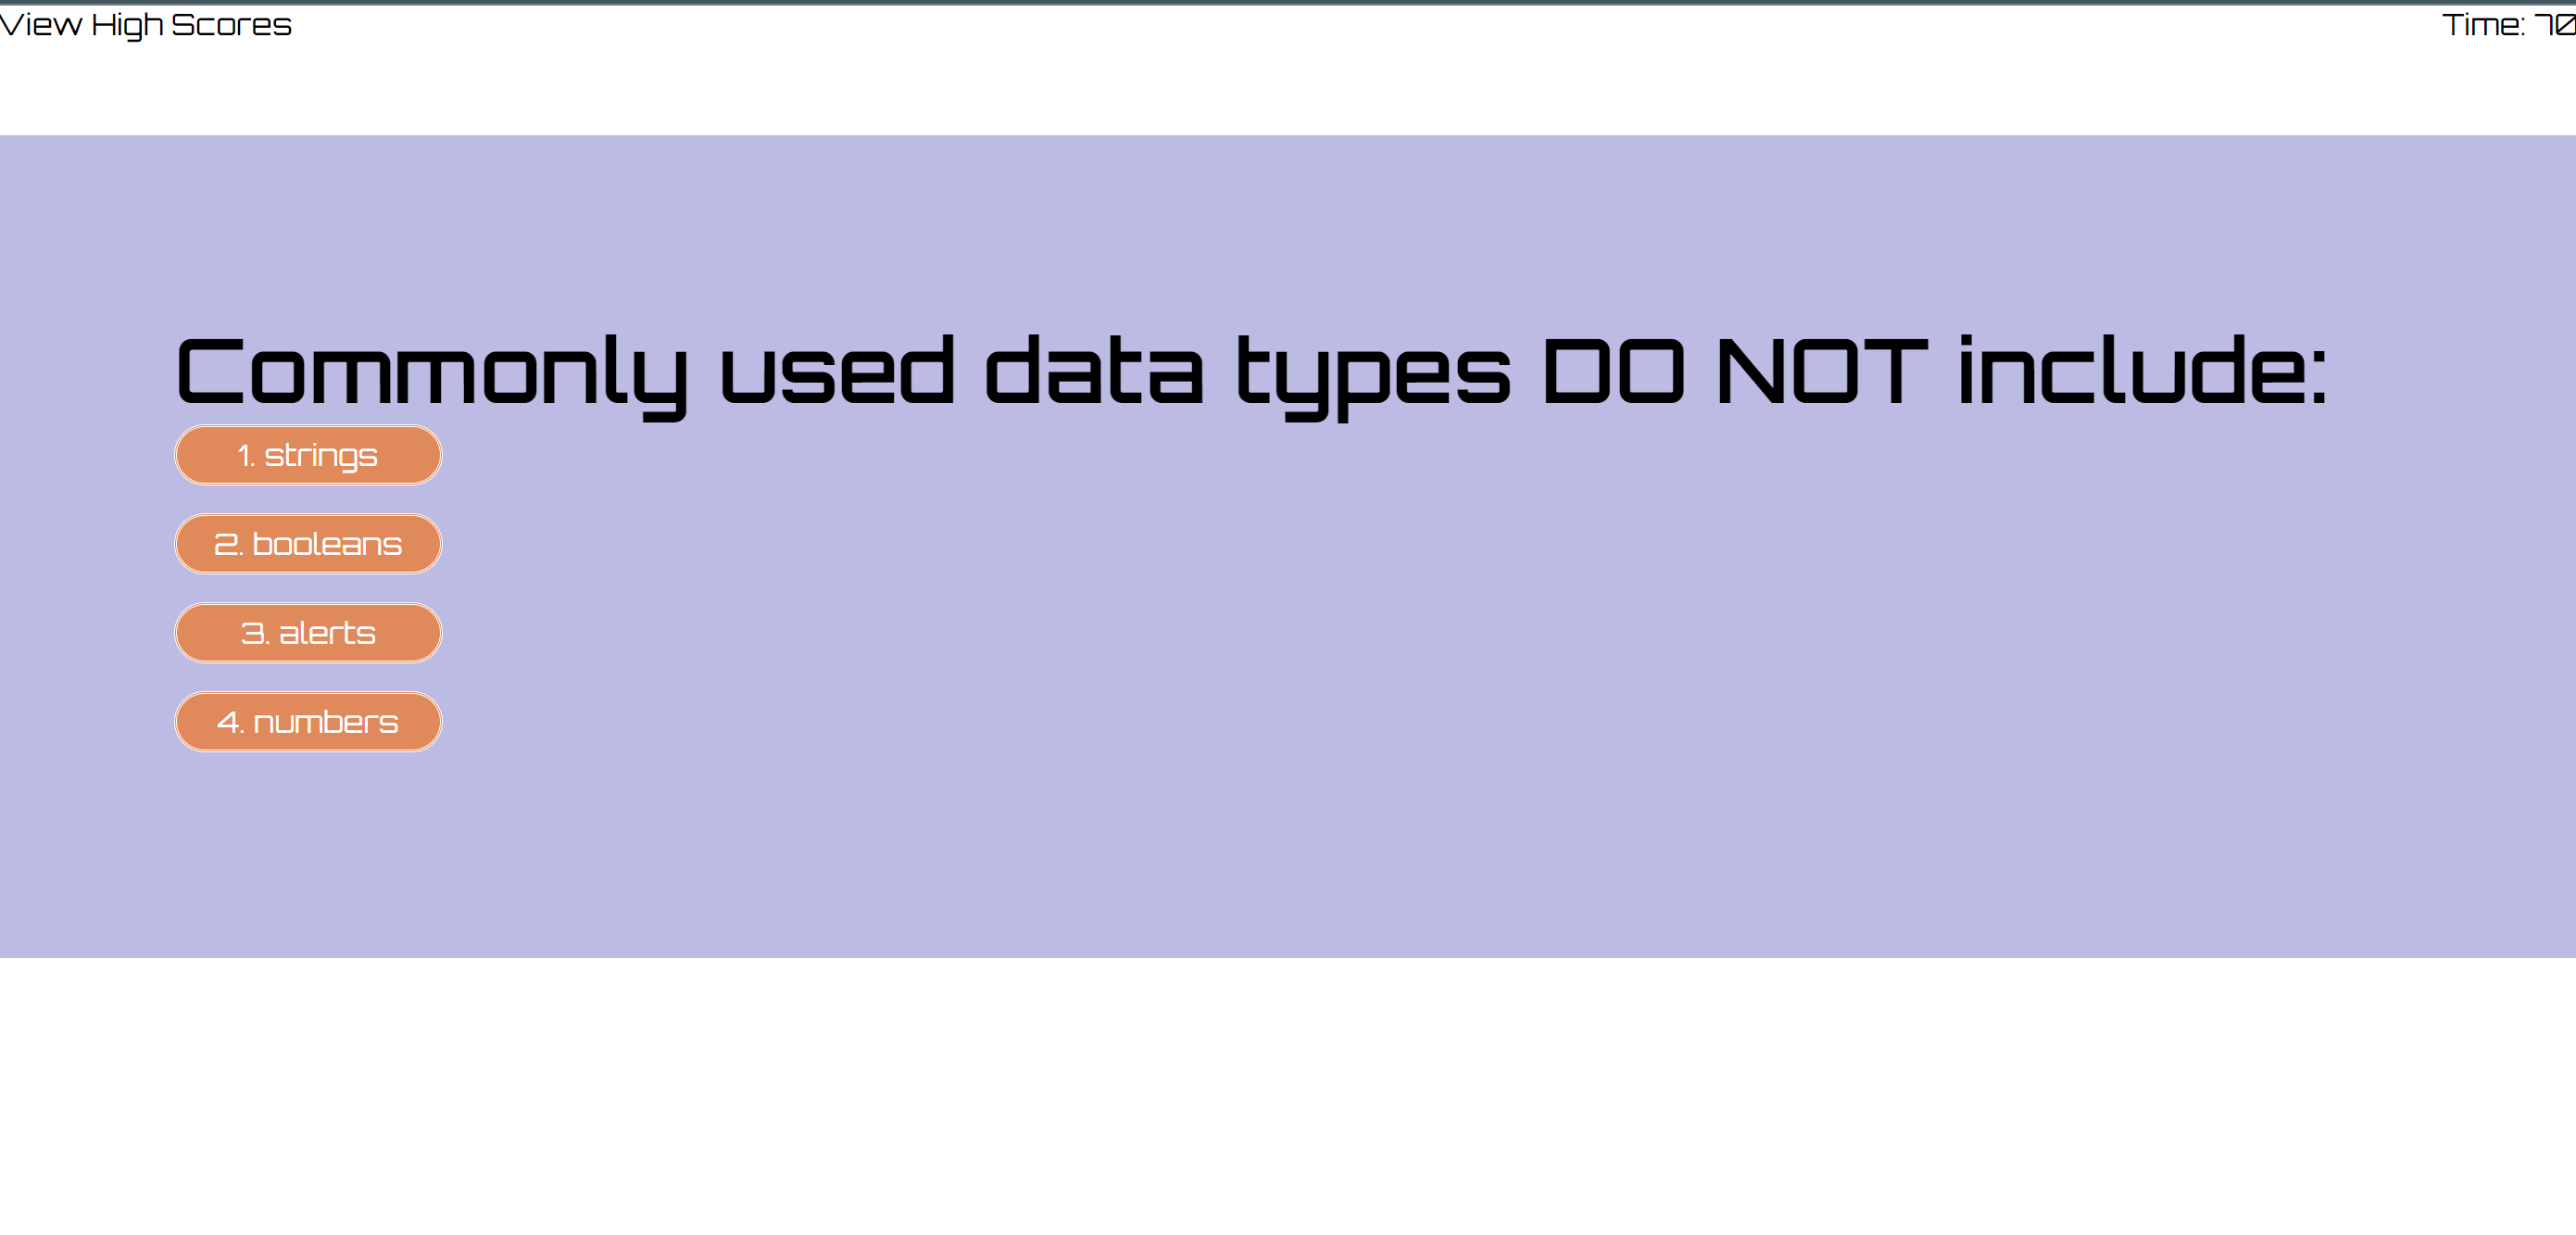 View High Scores
Time: 70
Commonly used data types DO NOT include:
1. strings
2. booleans
3. alerts
4. numbers